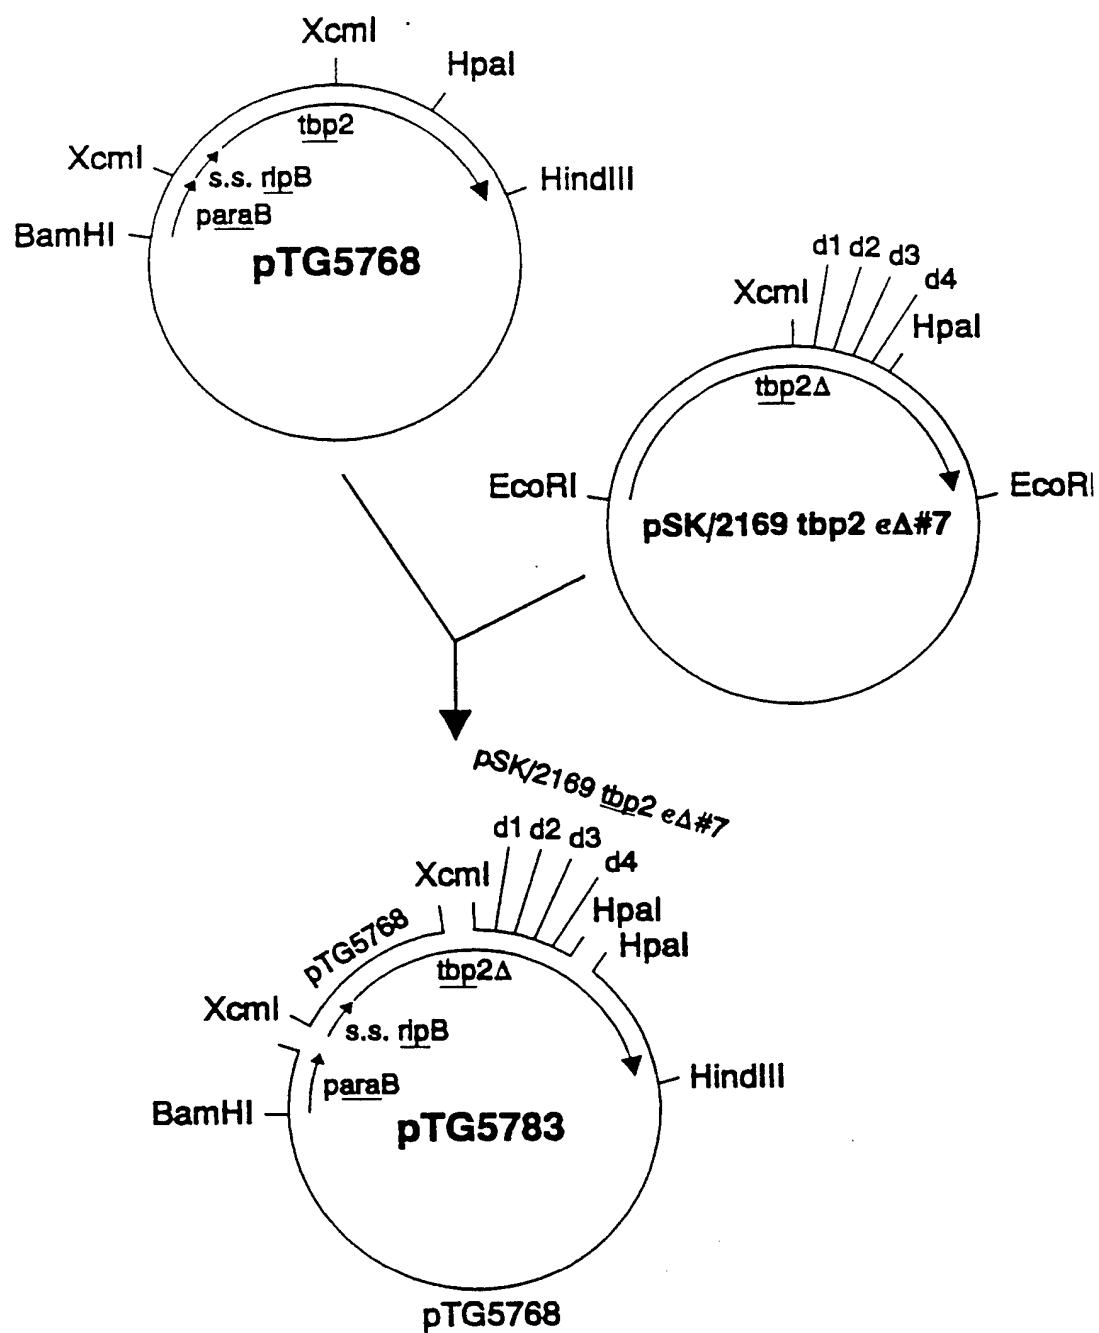 XcmI
HpaI
tbp2
XcmI
s.s. rlpB
HindIII
paraB
BamHI
pTG5768
d1 d2 d3
d4
XcmI
HpaI
tbp2Δ
EcoRI
EcoRI
pSK/2169 tbp2 eΔ#7
pSK/2169 tbp2 eΔ#7
d1 d2 d3
d4
XcmI
HpaI
HpaI
pTG5768
tbp2Δ
XcmI
s.s. rlpB
HindIII
paraB
BamHI
pTG5783
pTG5768